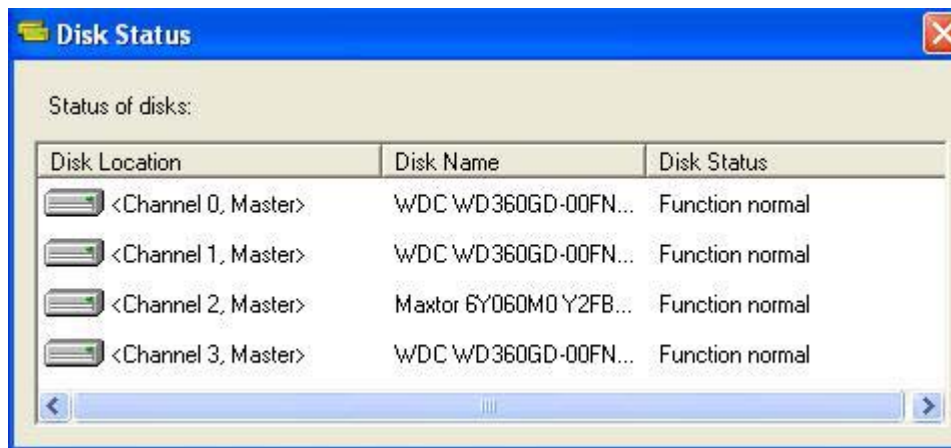 Disk Status
Status of disks:
Disk Location Disk Name Disk Status
<Channel 0, Master> WDC WD360GD-00FN... Function normal
<Channel 1, Master> WDC WD360GD-00FN... Function normal
<Channel 2, Master> Maxtor 6Y060M0 Y2FB... Function normal
<Channel 3, Master> WDC WD360GD-00FN... Function normal